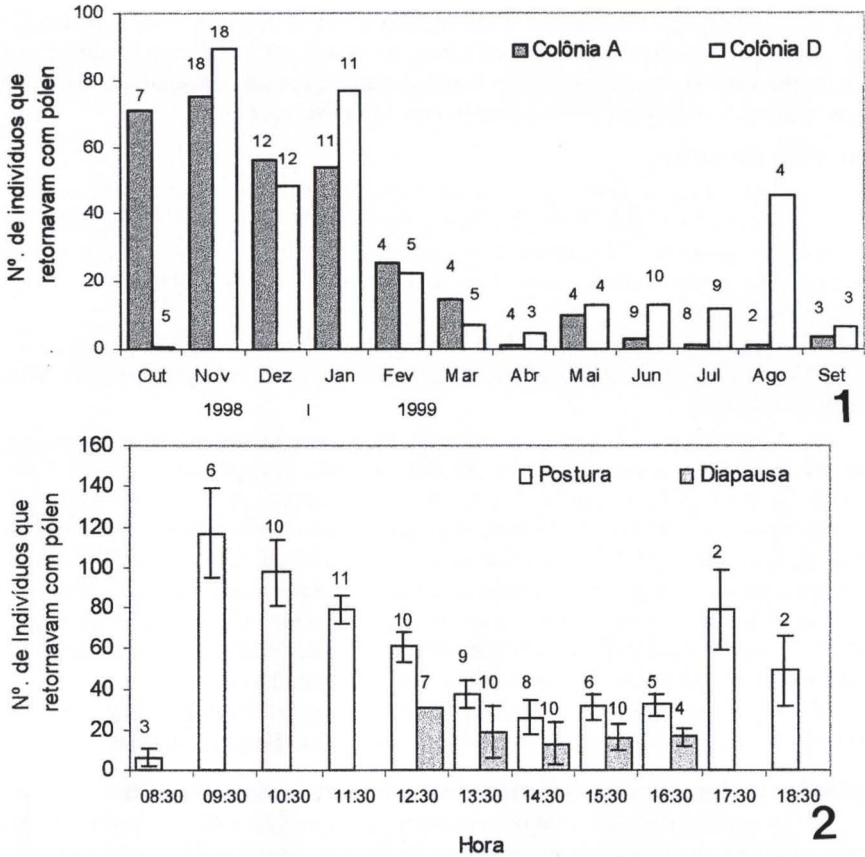 Nº. de indivíduos que
retornavam com pólen
100
80
60
40
20
0
Colônia A
Colônia D
7 5 18 18 12 12 11 11 4 5 4 5 4 3 4 4 9 10 8 9 2 4 3 3
Out Nov Dez Jan Fev Mar Abr Mai Jun Jul Ago Set
1998 | 1999
1
Nº. de Indivíduos que
retornavam com pólen
160
140
120
100
80
60
40
20
0
Postura
Diapausa
3 6 10 11 10 7 9 10 8 10 6 10 5 4 2 2
08:30 09:30 10:30 11:30 12:30 13:30 14:30 15:30 16:30 17:30 18:30
Hora
2